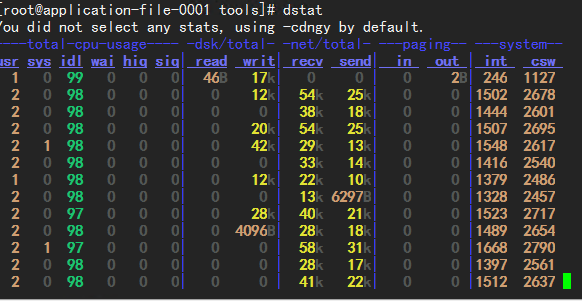 [root@application-file-0001 tools]# dstat
You did not select any stats, using -cdngy by default.
----total-cpu-usage---- -dsk/total- -net/total- ---paging-- ---system--
usr sys idl wai hiq siq| read writ| recv send| in out | int csw
1 0 99 0 0 0| 46B 17k| 0 0 | 0 2B| 246 1127
2 0 98 0 0 0| 0 12k| 54k 25k| 0 0 |1502 2678
2 0 98 0 0 0| 0 0 | 38k 18k| 0 0 |1444 2601
2 0 98 0 0 0| 0 20k| 54k 25k| 0 0 |1507 2695
2 1 98 0 0 0| 0 42k| 29k 13k| 0 0 |1548 2617
2 0 98 0 0 0| 0 0 | 33k 14k| 0 0 |1416 2540
1 0 98 0 0 0| 0 12k| 22k 10k| 0 0 |1379 2486
2 0 98 0 0 0| 0 0 | 13k 6297B| 0 0 |1328 2457
2 0 97 0 0 0| 0 28k| 40k 21k| 0 0 |1523 2717
2 0 98 0 0 0| 0 4096B| 28k 18k| 0 0 |1489 2654
2 1 97 0 0 0| 0 0 | 58k 31k| 0 0 |1668 2790
2 0 98 0 0 0| 0 0 | 28k 17k| 0 0 |1397 2561
2 0 98 0 0 0| 0 0 | 41k 22k| 0 0 |1512 2637